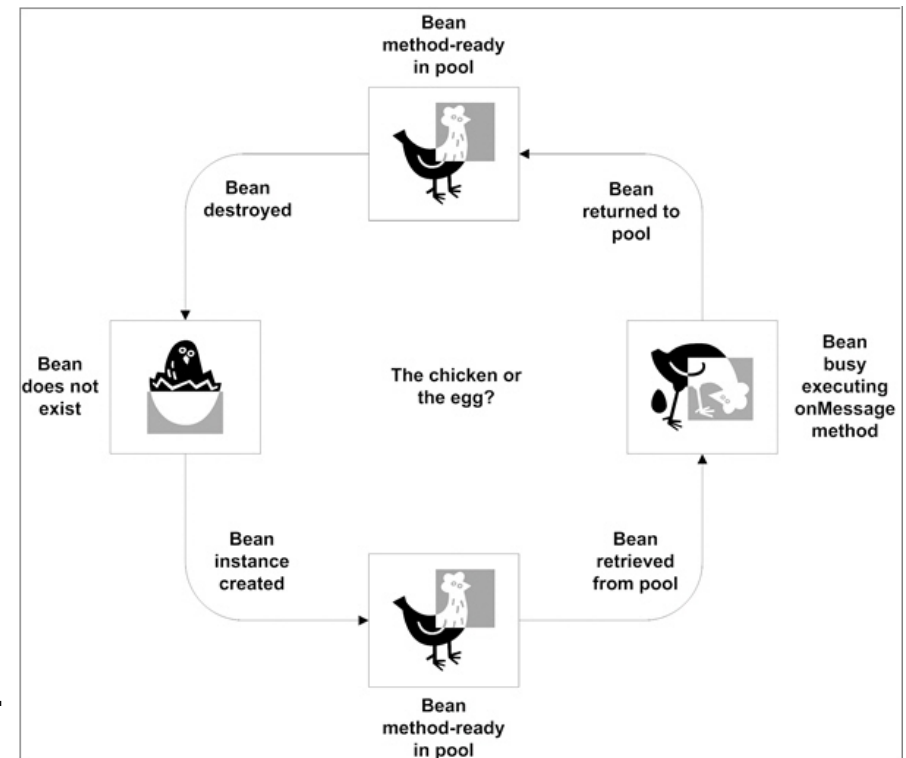 Bean
method-ready
in pool
Bean
destroyed
Bean
returned to
pool
Bean
does not
exist
The chicken or
the egg?
Bean
busy
executing
onMessage
method
Bean
instance
created
Bean
retrieved
from pool
Bean
method-ready
in pool